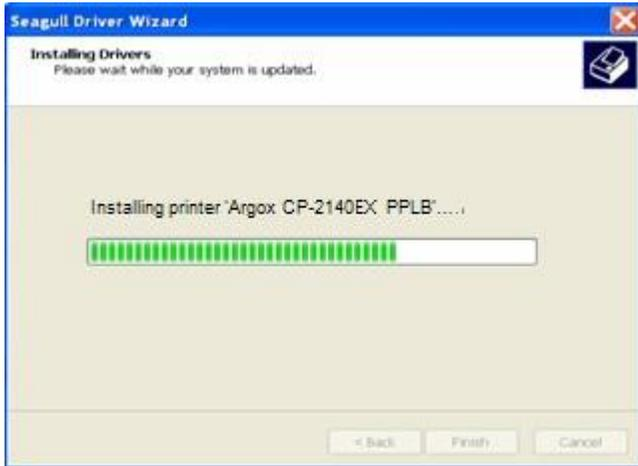 Seagull Driver Wizard
Installing Drivers
Please wait while your system is updated.
Installing printer 'Argox CP-2140EX PPLB'.....
< Back Finish Cancel